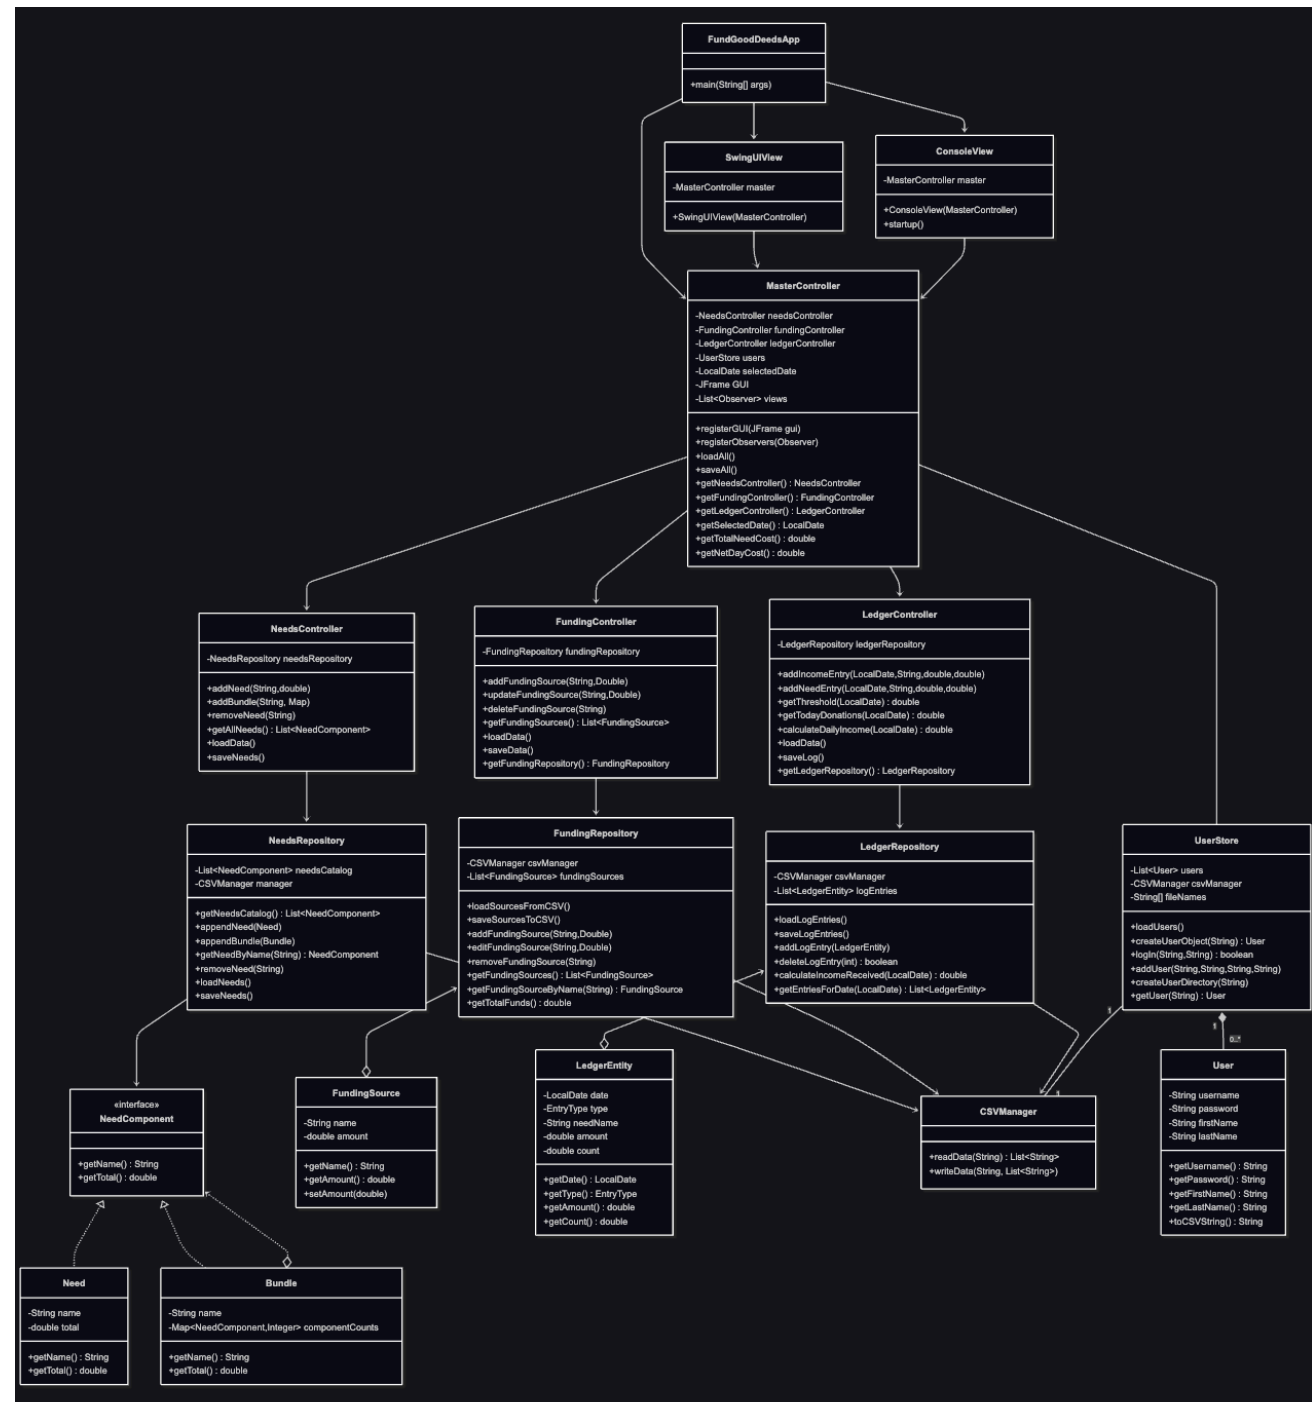 FundGoodDeedsApp
+main(String[] args)
SwingUIView
-MasterController master
+SwingUIView(MasterController)
ConsoleView
-MasterController master
+ConsoleView(MasterController)
+startup()
MasterController
-NeedsController needsController
-FundingController fundingController
-LedgerController ledgerController
-UserStore users
-LocalDate selectedDate
-JFrame GUI
-List<Observer> views
+registerGUI(JFrame gui)
+registerObservers(Observer)
+loadAll()
+saveAll()
+getNeedsController() : NeedsController
+getFundingController() : FundingController
+getLedgerController() : LedgerController
+getSelectedDate() : LocalDate
+getTotalNeedCost() : double
+getNetDayCost() : double
NeedsController
-NeedsRepository needsRepository
+addNeed(String,double)
+addBundle(String, Map)
+removeNeed(String)
+getAllNeeds() : List<NeedComponent>
+loadData()
+saveNeeds()
FundingController
-FundingRepository fundingRepository
+addFundingSource(String,Double)
+updateFundingSource(String,Double)
+deleteFundingSource(String)
+getFundingSources() : List<FundingSource>
+loadData()
+saveData()
+getFundingRepository() : FundingRepository
LedgerController
-LedgerRepository ledgerRepository
+addIncomeEntry(LocalDate,String,double,double)
+addNeedEntry(LocalDate,String,double,double)
+getThreshold(LocalDate) : double
+getTodayDonations(LocalDate) : double
+calculateDailyIncome(LocalDate) : double
+loadData()
+saveLog()
+getLedgerRepository() : LedgerRepository
NeedsRepository
-List<NeedComponent> needsCatalog
-CSVManager manager
+getNeedsCatalog() : List<NeedComponent>
+appendNeed(Need)
+appendBundle(Bundle)
+getNeedByName(String) : NeedComponent
+removeNeed(String)
+loadNeeds()
+saveNeeds()
FundingRepository
-CSVManager csvManager
-List<FundingSource> fundingSources
+loadSourcesFromCSV()
+saveSourcesToCSV()
+addFundingSource(String,Double)
+editFundingSource(String,Double)
+removeFundingSource(String)
+getFundingSources() : List<FundingSource>
+getFundingSourceByName(String) : FundingSource
+getTotalFunds() : double
LedgerRepository
-CSVManager csvManager
-List<LedgerEntity> logEntries
+loadLogEntries()
+saveLogEntries()
+addLogEntry(LedgerEntity)
+deleteLogEntry(int) : boolean
+calculateIncomeReceived(LocalDate) : double
+getEntriesForDate(LocalDate) : List<LedgerEntity>
UserStore
-List<User> users
-CSVManager csvManager
-String[] fileNames
+loadUsers()
+createUserObject(String) : User
+logIn(String,String) : boolean
+addUser(String,String,String,String)
+createUserDirectory(String)
+getUser(String) : User
1
1
0..*
1
«interface»
NeedComponent
+getName() : String
+getTotal() : double
FundingSource
-String name
-double amount
+getName() : String
+getAmount() : double
+setAmount(double)
LedgerEntity
-LocalDate date
-EntryType type
-String needName
-double amount
-double count
+getDate() : LocalDate
+getType() : EntryType
+getAmount() : double
+getCount() : double
CSVManager
+readData(String) : List<String>
+writeData(String, List<String>)
User
-String username
-String password
-String firstName
-String lastName
+getUsername() : String
+getPassword() : String
+getFirstName() : String
+getLastName() : String
+toCSVString() : String
Need
-String name
-double total
+getName() : String
+getTotal() : double
Bundle
-String name
-Map<NeedComponent,Integer> componentCounts
+getName() : String
+getTotal() : double